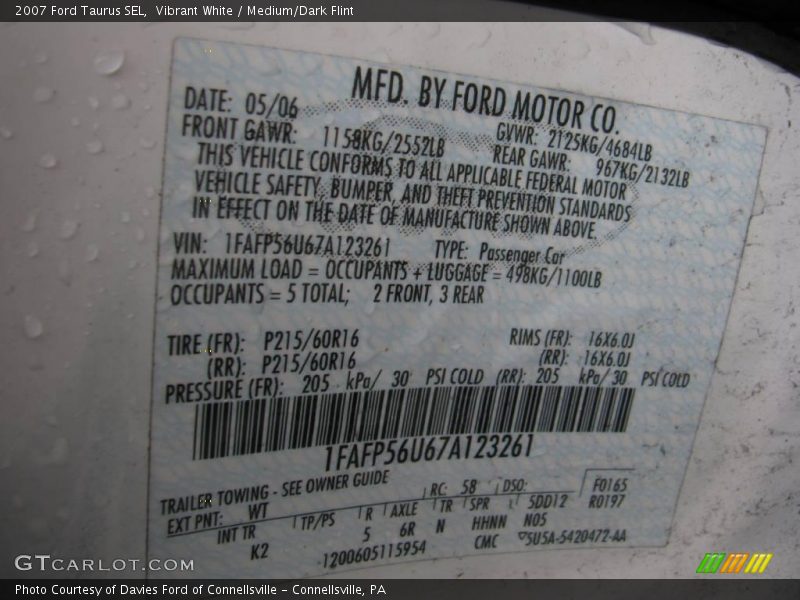 2007 Ford Taurus SEL, Vibrant White / Medium/Dark Flint
MFD. BY FORD MOTOR CO.
DATE: 05/06 GVWR: 2125KG/4684LB
FRONT GAWR: 1158KG/2552LB REAR GAWR: 967KG/2132LB
THIS VEHICLE CONFORMS TO ALL APPLICABLE FEDERAL MOTOR
VEHICLE SAFETY, BUMPER, AND THEFT PREVENTION STANDARDS
IN EFFECT ON THE DATE OF MANUFACTURE SHOWN ABOVE.
VIN: 1FAFP56U67A123261 TYPE: Passenger Car
MAXIMUM LOAD = OCCUPANTS + LUGGAGE = 498KG/1100LB
OCCUPANTS = 5 TOTAL; 2 FRONT, 3 REAR
TIRE (FR): P215/60R16 RIMS (FR): 16X6.0J
(RR): P215/60R16 (RR): 16X6.0J
PRESSURE (FR): 205 kPa/ 30 PSI COLD (RR): 205 kPa/ 30 PSI COLD
1FAFP56U67A123261
TRAILER TOWING - SEE OWNER GUIDE
EXT PNT: WT RC: 58 DSO: F0165
INT TR TP/PS R AXLE TR SPR 5DD12 R0197
K2 5 6R N HHNN N05
1200605115954 CMC 5U5A-5420472-AA
GTCARLOT.COM
Photo Courtesy of Davies Ford of Connellsville - Connellsville, PA